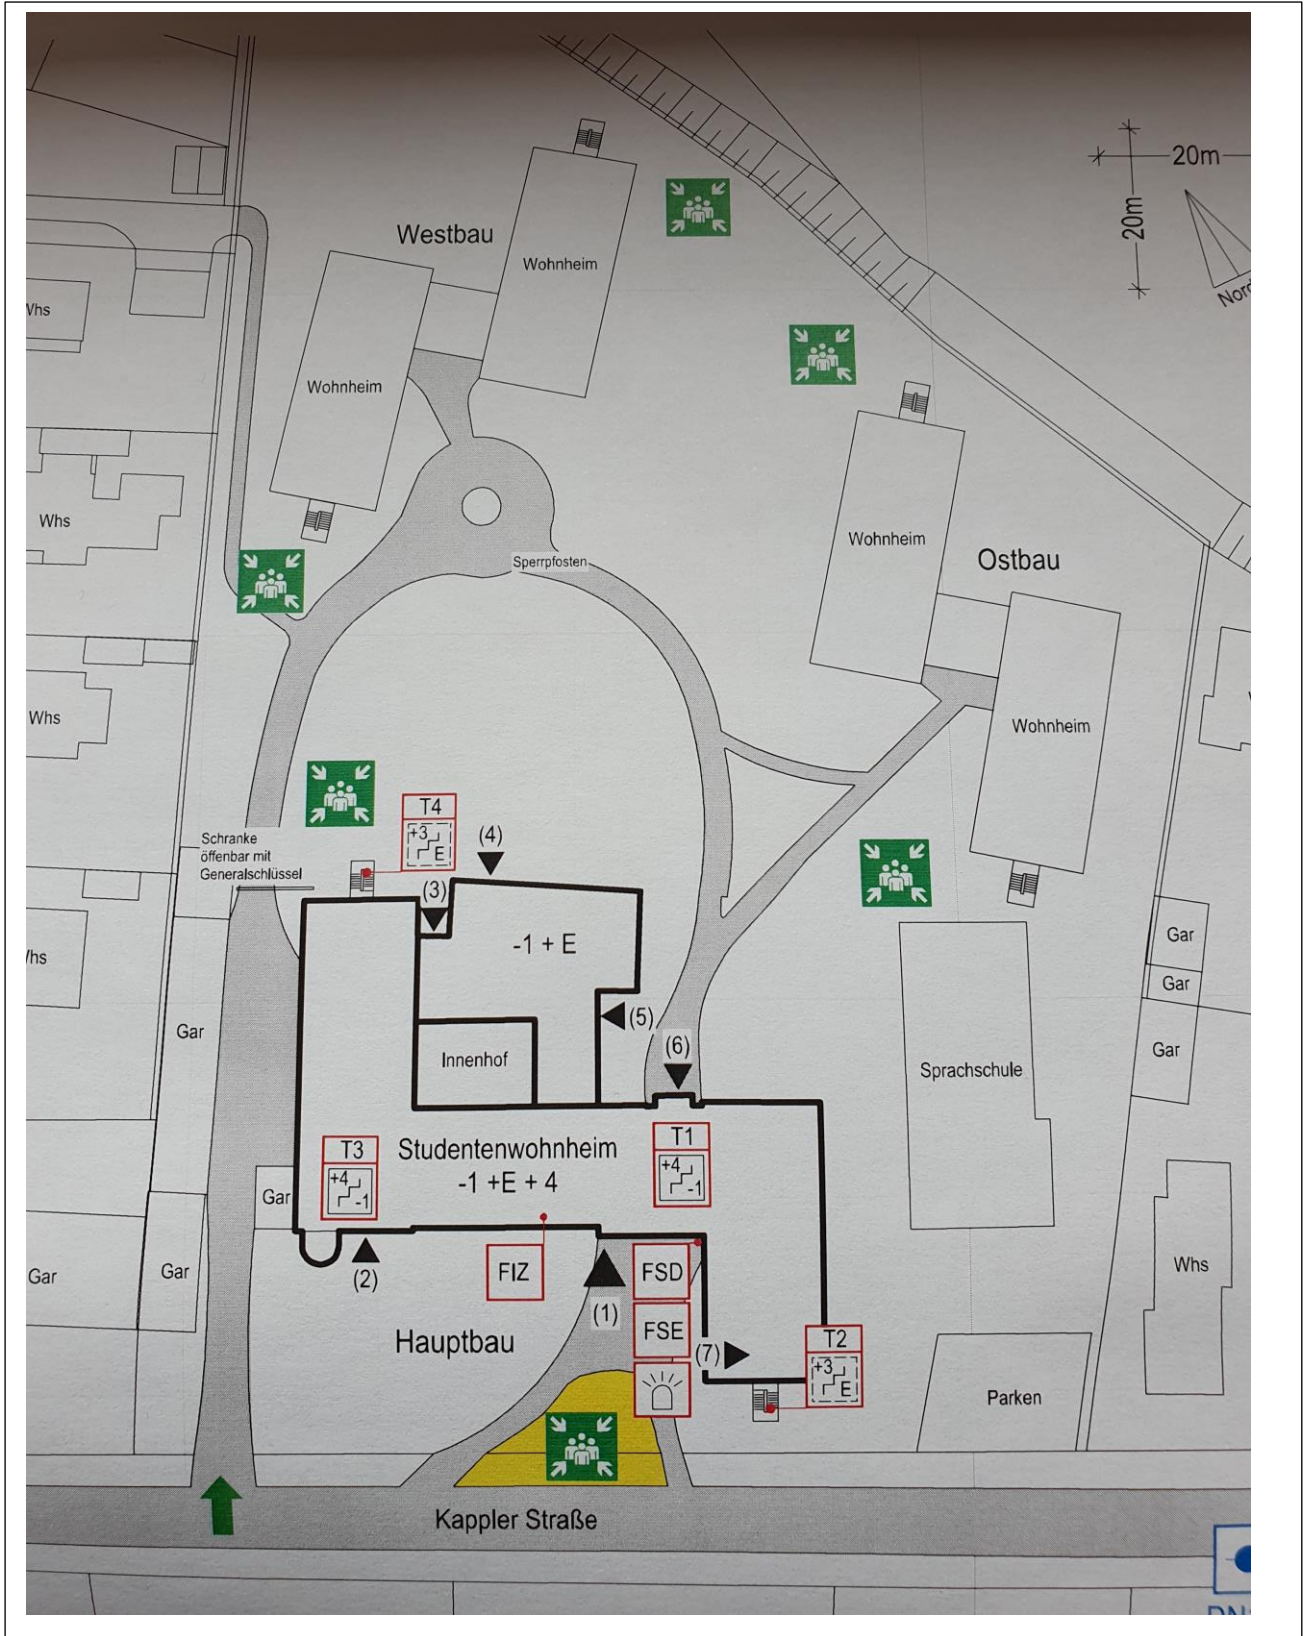 20m
20m
Westbau
Wohnheim
Whs
Wohnheim
Whs
Wohnheim
Ostbau
Sperrpfosten
Whs
Wohnheim
T4
+3
E
(4)
Schranke
öffenbar mit
Generalschlüssel
(3)
-1 + E
Gar
Gar
Gar
(5)
Gar
Innenhof
(6)
Sprachschule
T3
+4
-1
Studentenwohnheim
-1 +E + 4
T1
+4
-1
Gar
Gar
Gar
(2)
FIZ
FSD
Whs
(1)
FSE
Hauptbau
(7)
T2
+3
E
Parken
Kappler Straße